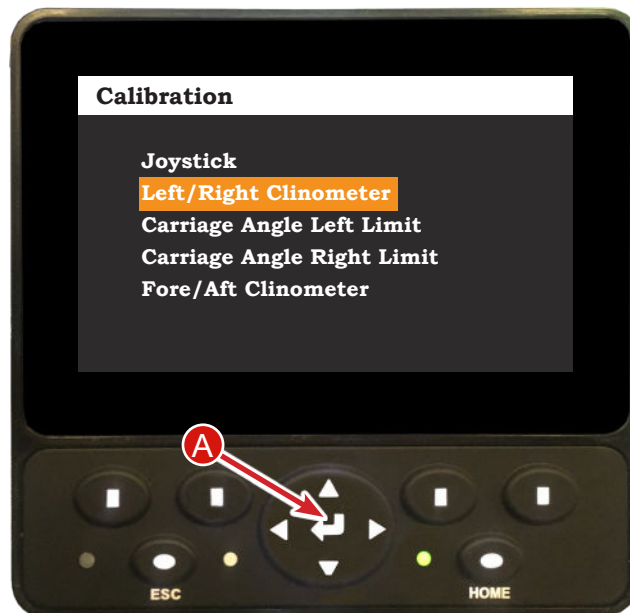 Calibration
Joystick
Left/Right Clinometer
Carriage Angle Left Limit
Carriage Angle Right Limit
Fore/Aft Clinometer
A
ESC
HOME